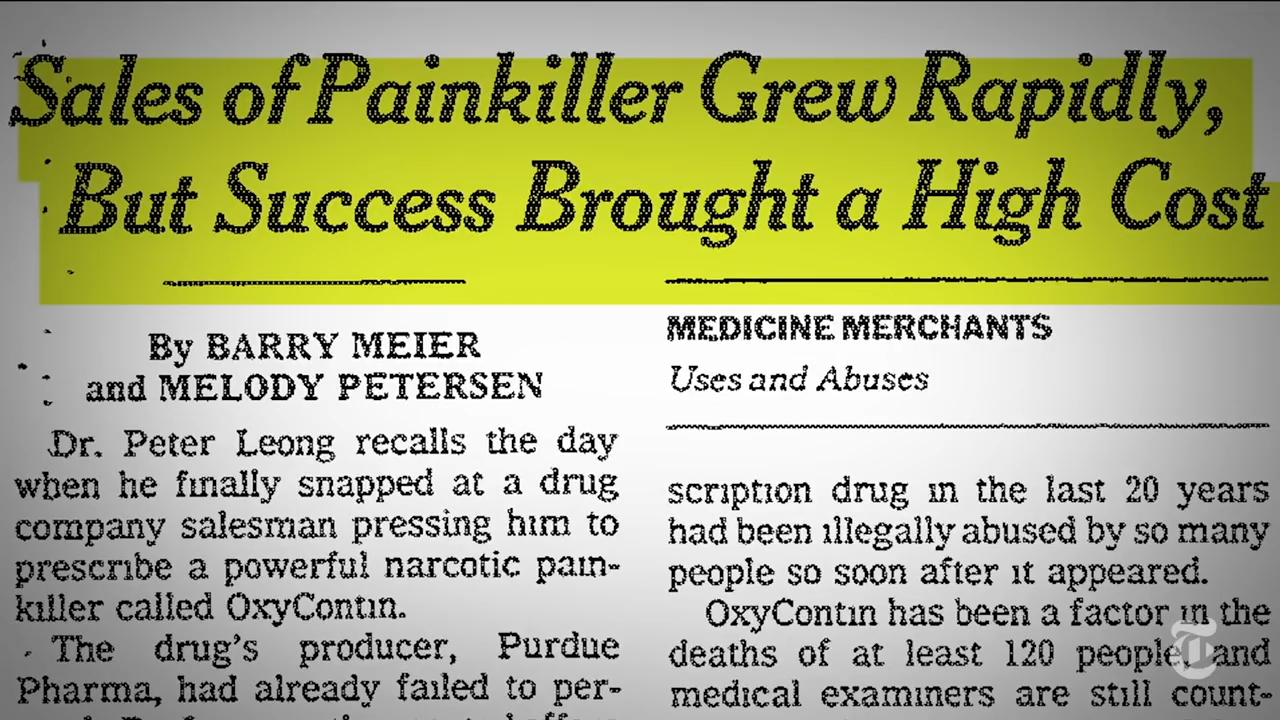 Sales of Painkiller Grew Rapidly,
But Success Brought a High Cost
By BARRY MEIER
and MELODY PETERSEN
Dr. Peter Leong recalls the day
when he finally snapped at a drug
company salesman pressing him to
prescribe a powerful narcotic pain-
killer called OxyContin.
The drug's producer, Purdue
Pharma, had already failed to per-
MEDICINE MERCHANTS
Uses and Abuses
scription drug in the last 20 years
had been illegally abused by so many
people so soon after it appeared.
OxyContin has been a factor in the
deaths of at least 120 people and
medical examiners are still count-